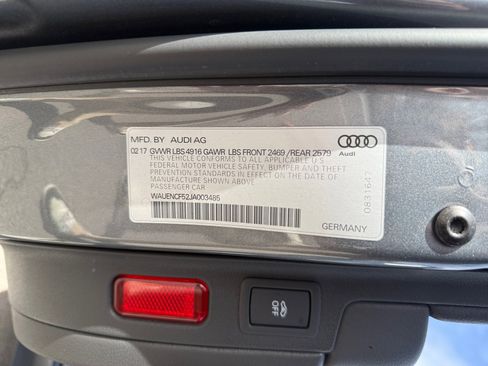 MFD. BY AUDI AG
02 17 GVWR LBS 4916 GAWR LBS FRONT 2469 /REAR 2579
THIS VEHICLE CONFORMS TO ALL APPLICABLE U S
FEDERAL MOTOR VEHICLE SAFETY, BUMPER AND THEFT
PREVENTION STANDARDS IN EFFECT ON THE DATE OF
MANUFACTURE SHOWN ABOVE
PASSENGER CAR
WAUENCF52JA003485
Audi
0831647
GERMANY
OFF